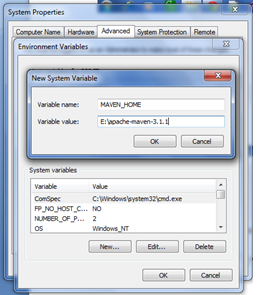 System Properties
Computer Name Hardware Advanced System Protection Remote
Environment Variables
New System Variable
Variable name: MAVEN_HOME
Variable value: E:\apache-maven-3.1.1
OK Cancel
System variables
Variable Value
ComSpec C:\Windows\system32\cmd.exe
FP_NO_HOST_C... NO
NUMBER_OF_P... 2
OS Windows_NT
New... Edit... Delete
OK Cancel